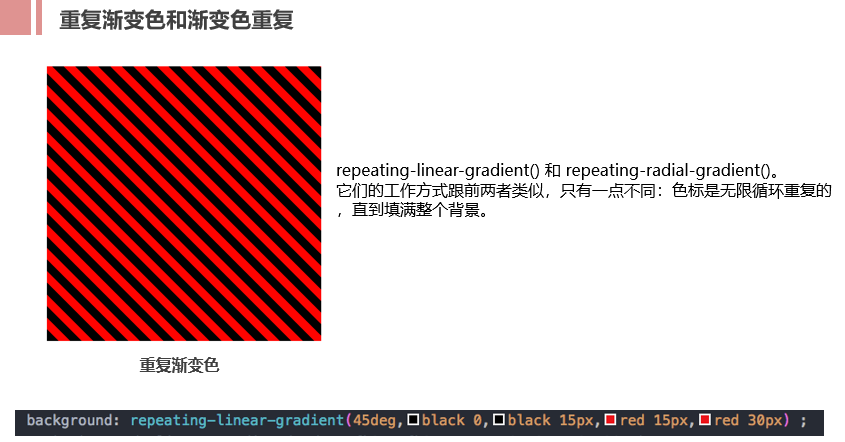 重复渐变色和渐变色重复
repeating-linear-gradient() 和 repeating-radial-gradient()。
它们的工作方式跟前两者类似，只有一点不同：色标是无限循环重复的
，直到填满整个背景。
重复渐变色
background: repeating-linear-gradient(45deg,black 0,black 15px,red 15px,red 30px) ;